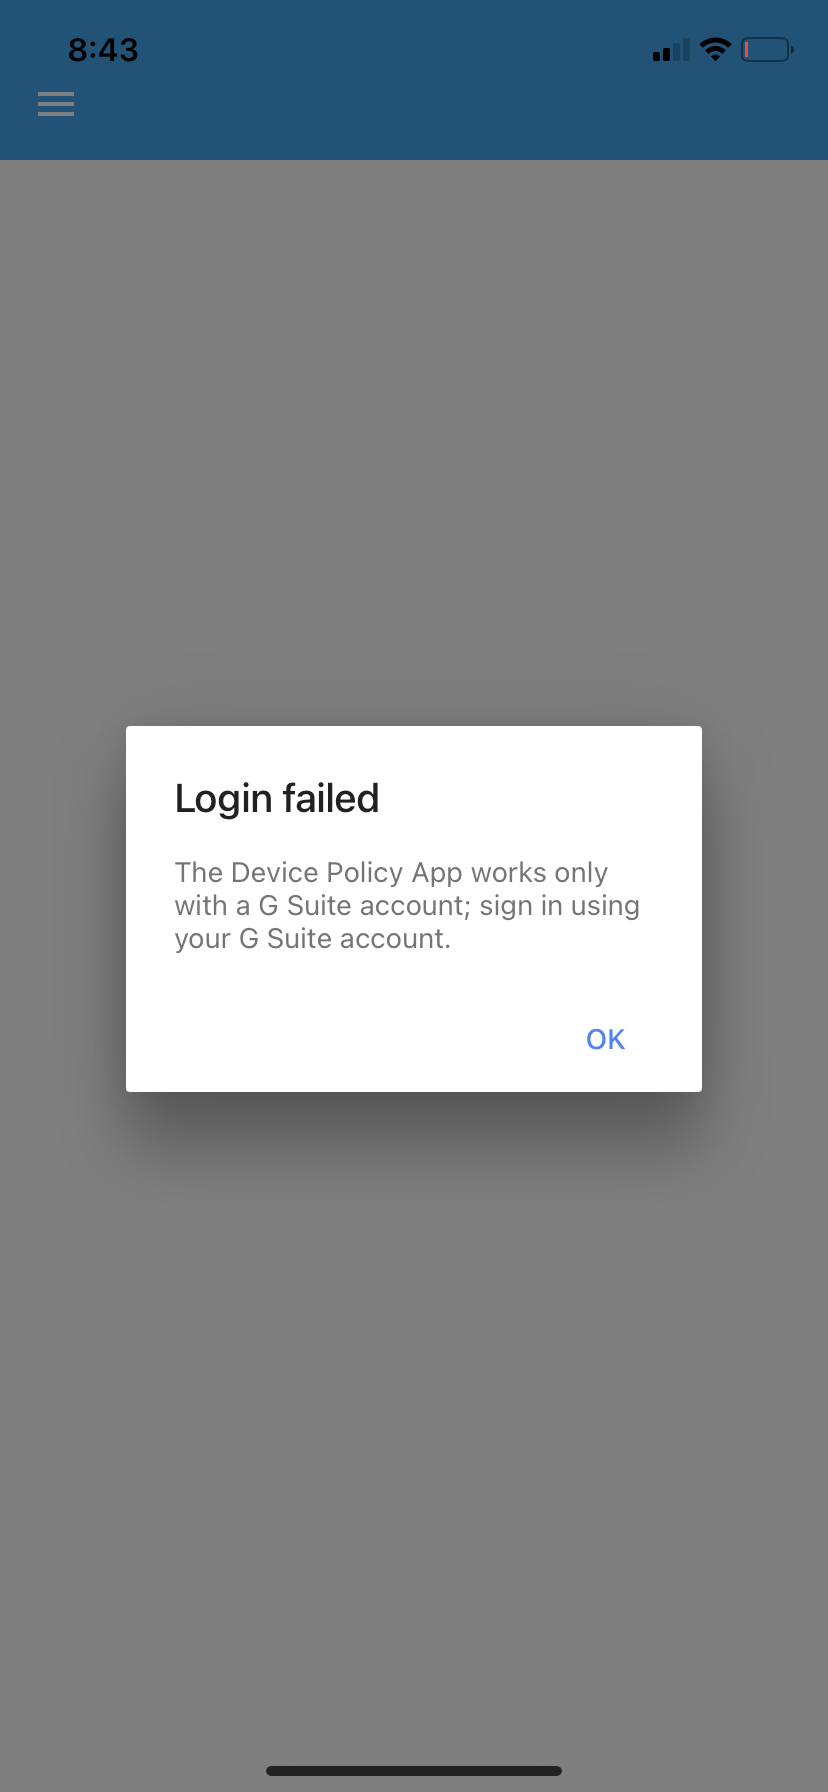 8:43
Login failed
The Device Policy App works only
with a G Suite account; sign in using
your G Suite account.
OK